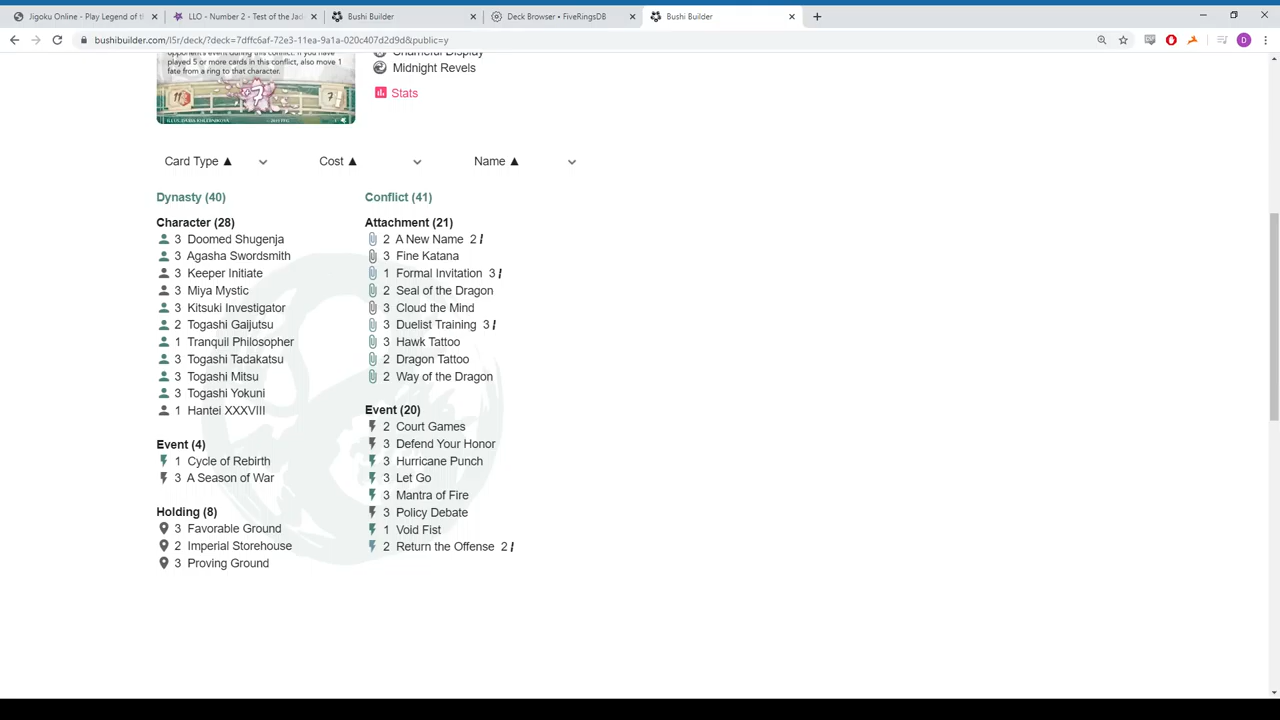 Jigoku Online - Play Legend of th
LLO - Number 2 - Test of the Jade
Bushi Builder
Deck Browser • FiveRingsDB
Bushi Builder
bushibuilder.com/l5r/deck/?deck=7dffc6af-72e3-11ea-9a1a-020c407d2d9d&public=y
D
opponent's event during this conflict. If you have
played 5 or more cards in this conflict, also move 1
fate from a ring to that character.
11
7
7
Charmeful Display
Midnight Revels
Stats
Card Type ▲
Cost ▲
Name ▲
Dynasty (40)
Character (28)
3 Doomed Shugenja
3 Agasha Swordsmith
3 Keeper Initiate
3 Miya Mystic
3 Kitsuki Investigator
2 Togashi Gaijutsu
1 Tranquil Philosopher
3 Togashi Tadakatsu
3 Togashi Mitsu
3 Togashi Yokuni
1 Hantei XXXVIII
Event (4)
1 Cycle of Rebirth
3 A Season of War
Holding (8)
3 Favorable Ground
2 Imperial Storehouse
3 Proving Ground
Conflict (41)
Attachment (21)
2 A New Name 2
3 Fine Katana
1 Formal Invitation 3
2 Seal of the Dragon
3 Cloud the Mind
3 Duelist Training 3
3 Hawk Tattoo
2 Dragon Tattoo
2 Way of the Dragon
Event (20)
2 Court Games
3 Defend Your Honor
3 Hurricane Punch
3 Let Go
3 Mantra of Fire
3 Policy Debate
1 Void Fist
2 Return the Offense 2